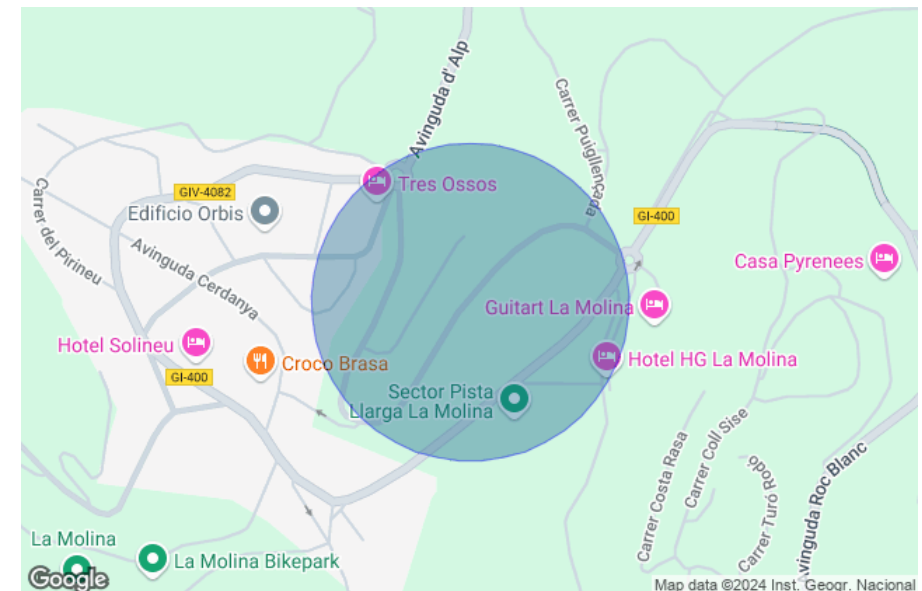 Avinguda d' Alp
Carrer Puigllençada
Tres Ossos
GIV-4082
Edificio Orbis
GI-400
Carrer del Pirineu
Avinguda Cerdanya
Casa Pyrenees
Guitart La Molina
Hotel Solineu
Croco Brasa
Hotel HG La Molina
GI-400
Sector Pista
Llarga La Molina
Carrer Costa Rasa
Carrer Coll Sise
Carrer Turó Rodó
Avinguda Roc Blanc
La Molina
La Molina Bikepark
Google
Map data ©2024 Inst. Geogr. Nacional